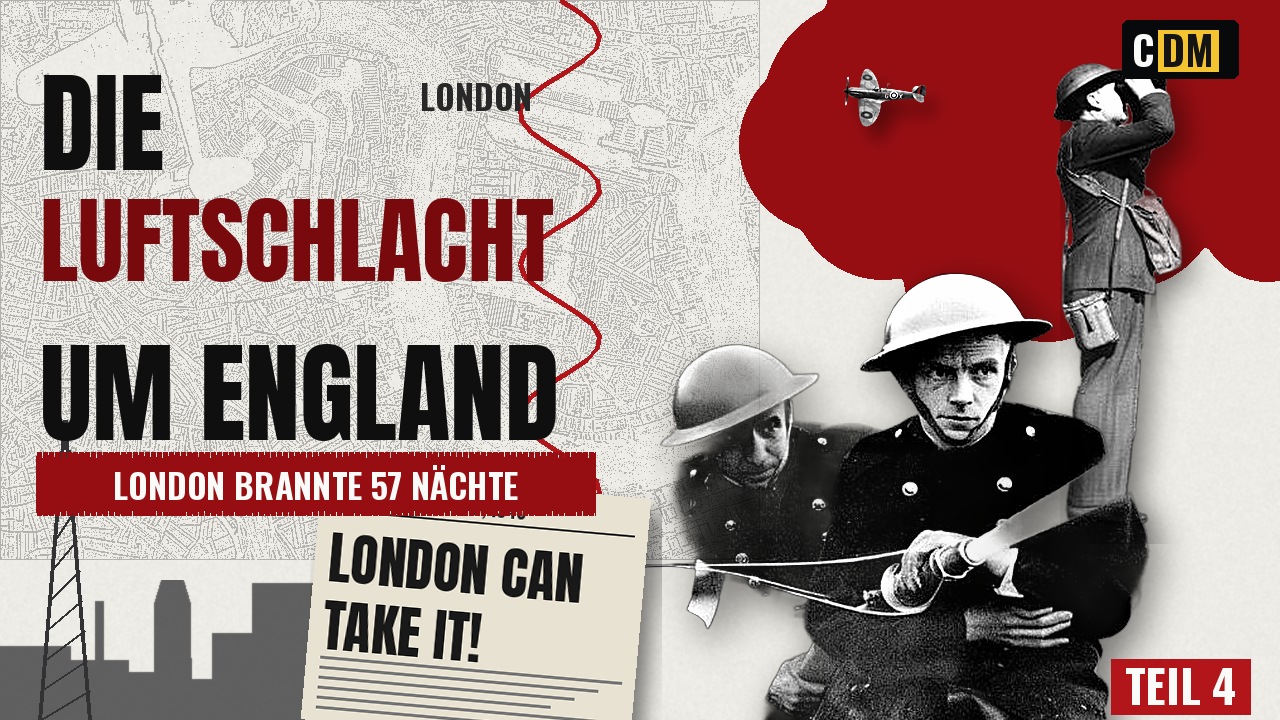 DIE
LUFTSCHLACHT
UM ENGLAND
LONDON BRANNTE 57 NÄCHTE
LONDON
CDM
LONDON CAN
TAKE IT!
TEIL 4